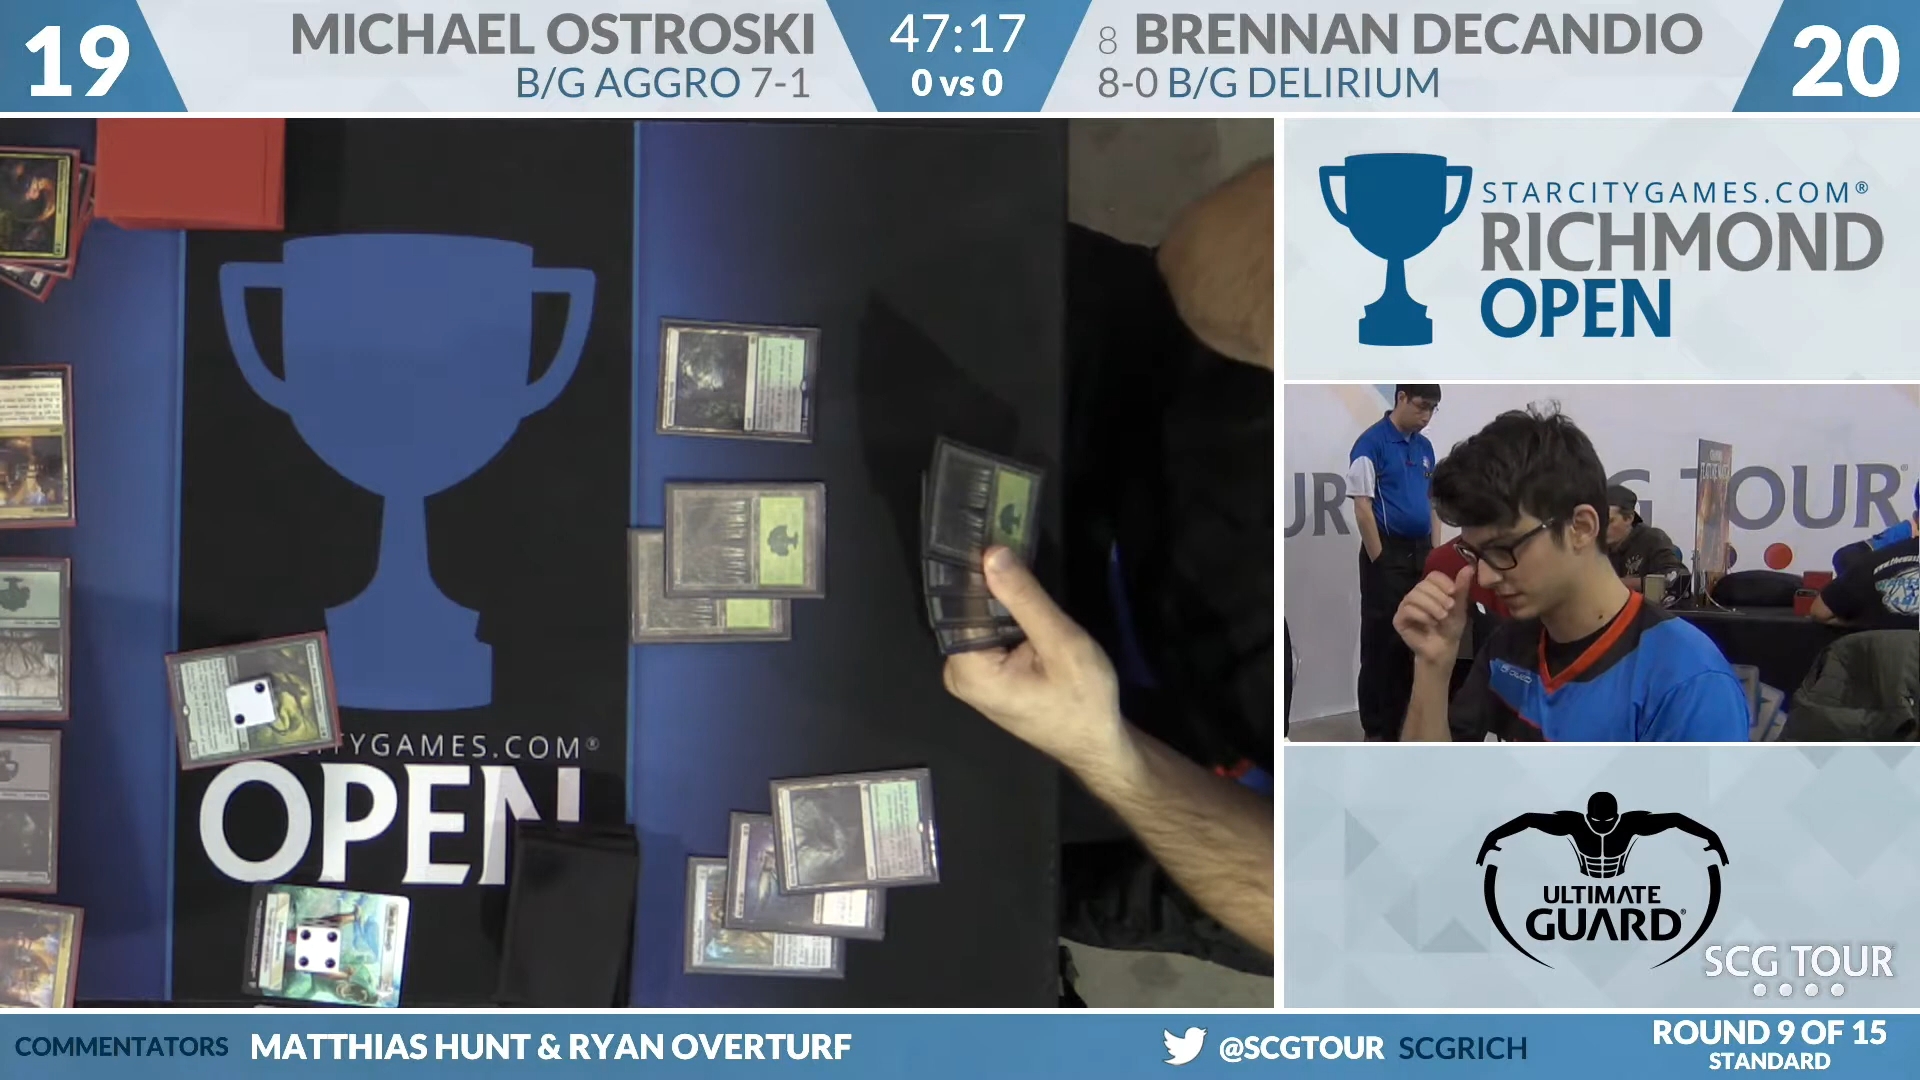 19
MICHAEL OSTROSKI
B/G AGGRO 7-1
47:17
0 vs 0
8 BRENNAN DECANDIO
8-0 B/G DELIRIUM
20
STARCITYGAMES.COM®
RICHMOND
OPEN
TYGAMES.COM®
OPEN
UR
G TOUR
ULTIMATE
GUARD®
SCG TOUR
COMMENTATORS MATTHIAS HUNT & RYAN OVERTURF
@SCGTOUR SCGRICH
ROUND 9 OF 15
STANDARD